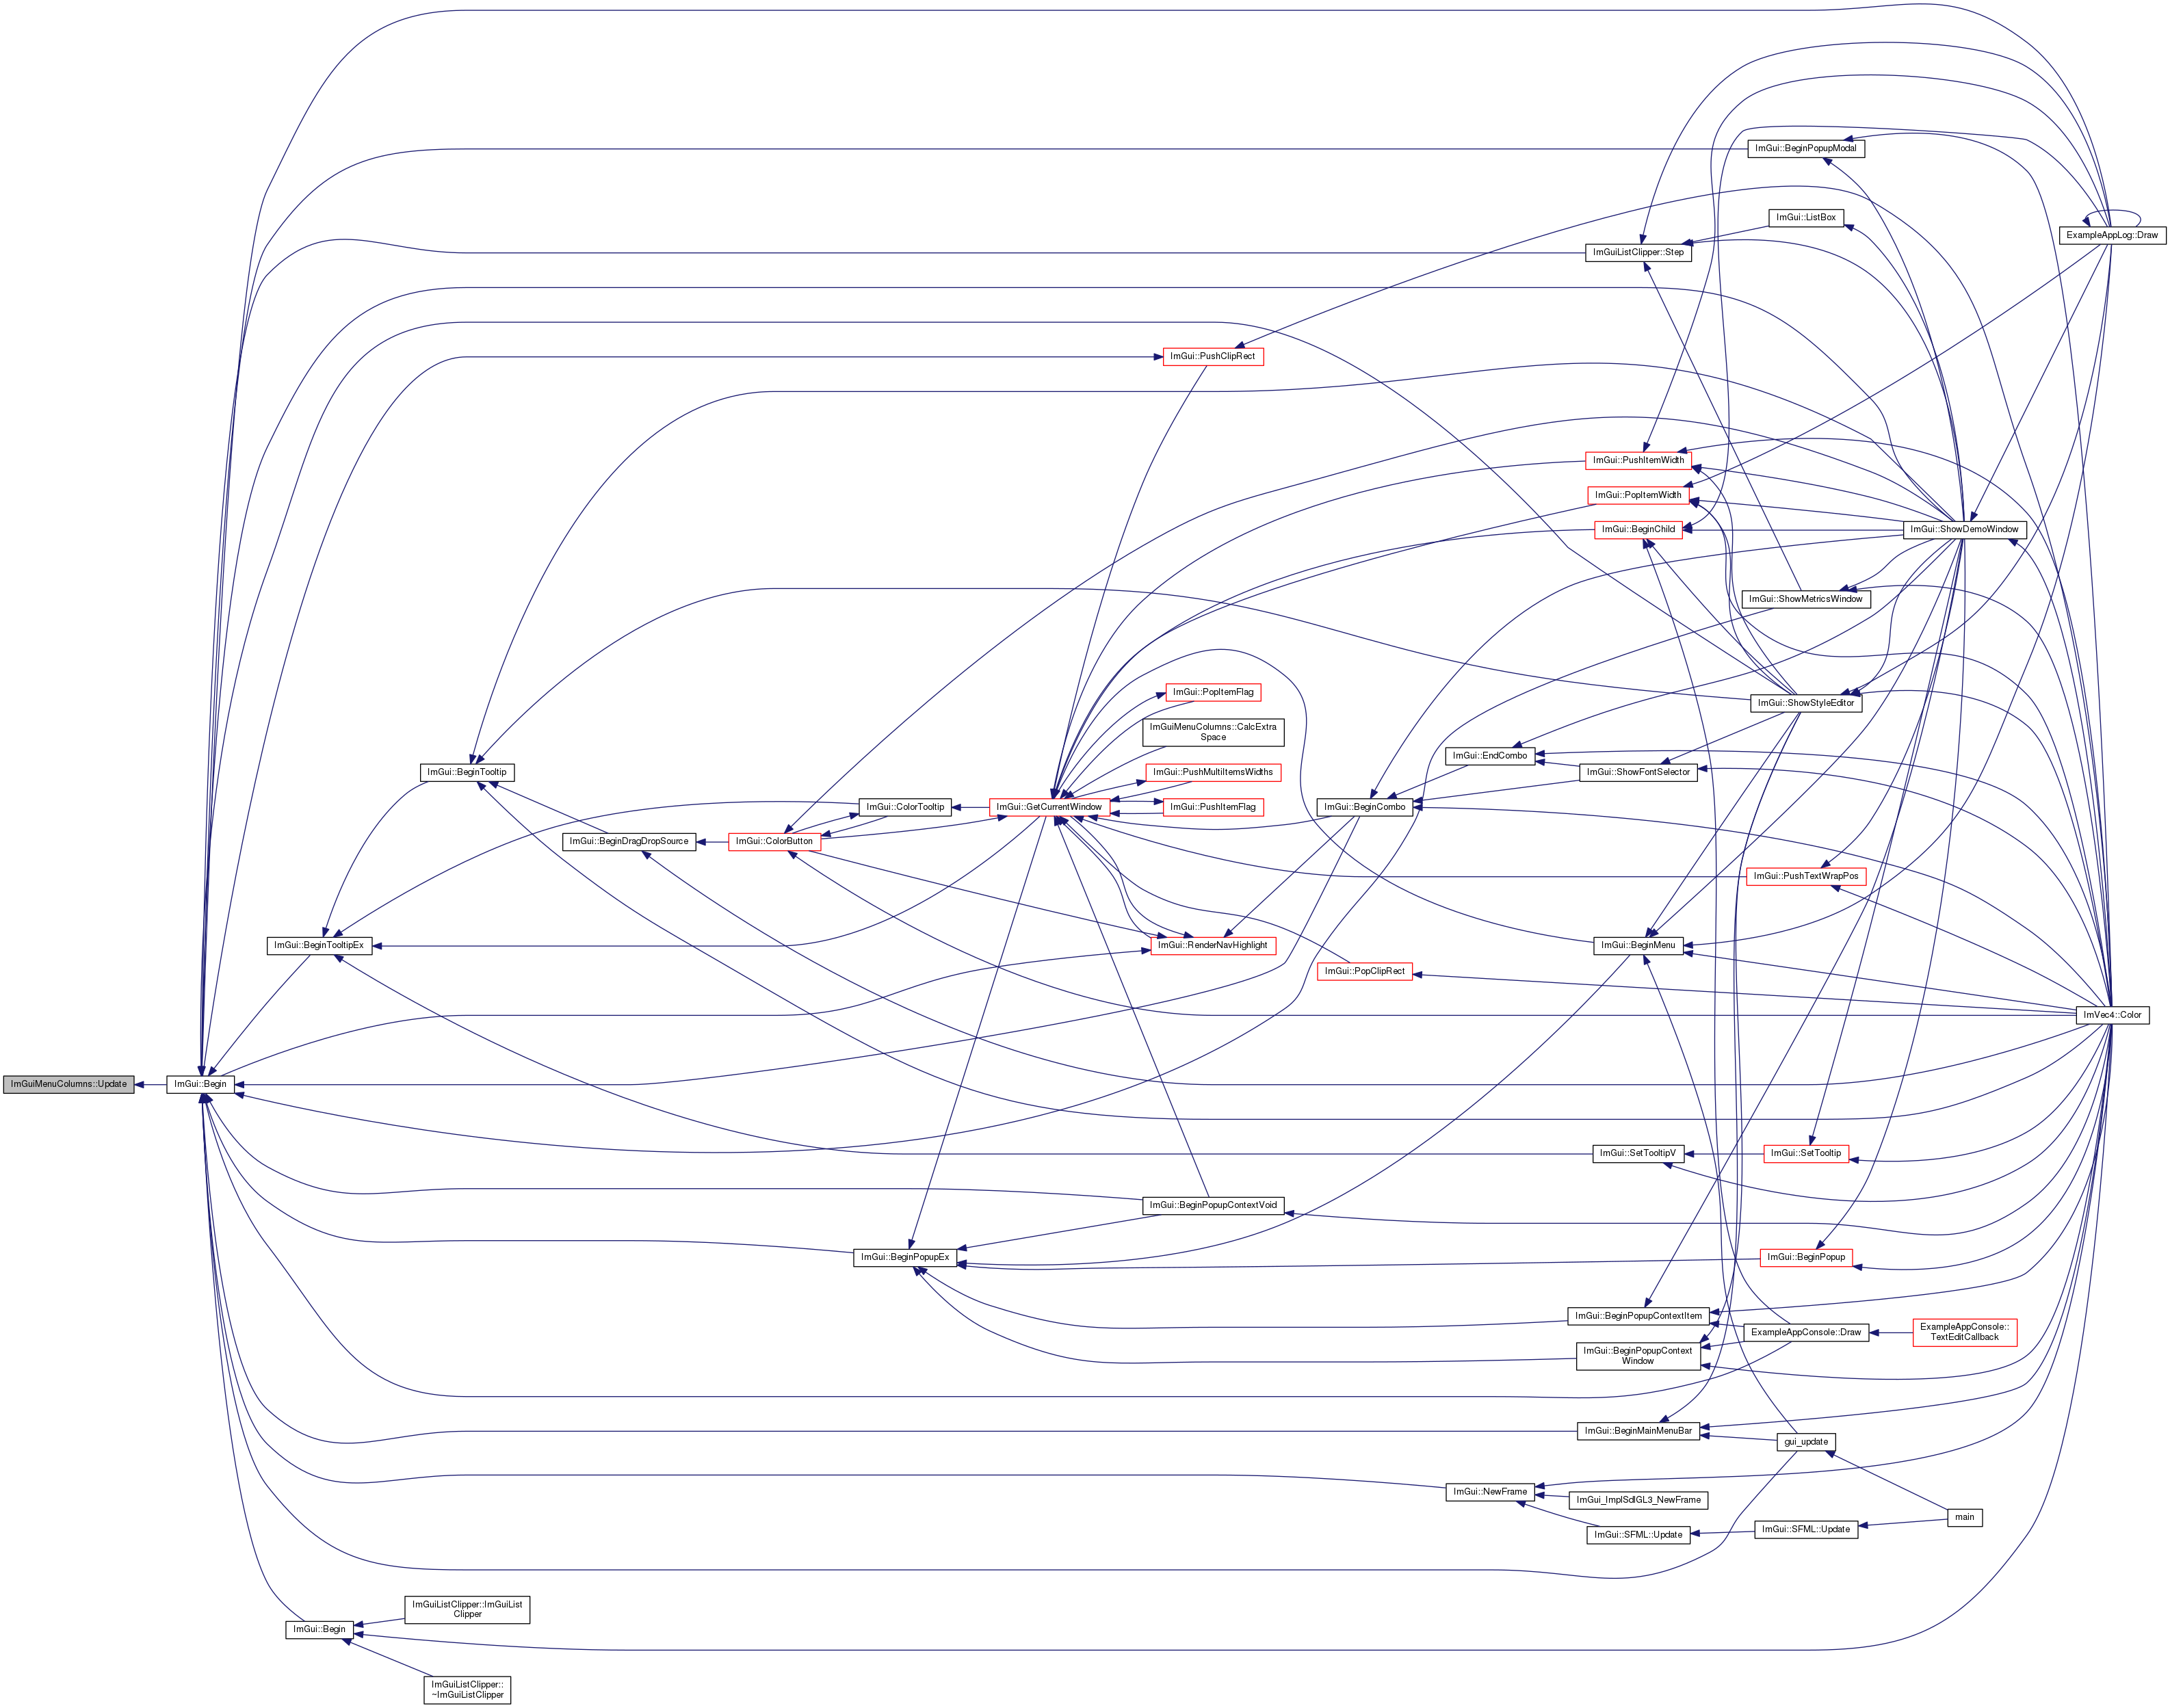 ImGui::BeginPopupModal
ImGui::ListBox
ExampleAppLog::Draw
ImGuiListClipper::Step
ImGui::PushClipRect
ImGui::PushItemWidth
ImGui::PopItemWidth
ImGui::BeginChild
ImGui::ShowDemoWindow
ImGui::ShowMetricsWindow
ImGui::PopItemFlag
ImGui::ShowStyleEditor
ImGuiMenuColumns::CalcExtra
Space
ImGui::EndCombo
ImGui::BeginTooltip
ImGui::PushMultiItemsWidths
ImGui::ShowFontSelector
ImGui::ColorTooltip
ImGui::GetCurrentWindow
ImGui::PushItemFlag
ImGui::BeginCombo
ImGui::BeginDragDropSource
ImGui::ColorButton
ImGui::PushTextWrapPos
ImGui::BeginTooltipEx
ImGui::RenderNavHighlight
ImGui::BeginMenu
ImGui::PopClipRect
ImVec4::Color
ImGuiMenuColumns::Update
ImGui::Begin
ImGui::SetTooltipV
ImGui::SetTooltip
ImGui::BeginPopupContextVoid
ImGui::BeginPopupEx
ImGui::BeginPopup
ImGui::BeginPopupContextItem
ExampleAppConsole::Draw
ExampleAppConsole::
TextEditCallback
ImGui::BeginPopupContext
Window
ImGui::BeginMainMenuBar
gui_update
ImGui::NewFrame
ImGui_ImplSdlGL3_NewFrame
ImGui::SFML::Update
ImGui::SFML::Update
main
ImGuiListClipper::ImGuiList
Clipper
ImGui::Begin
ImGuiListClipper::
~ImGuiListClipper